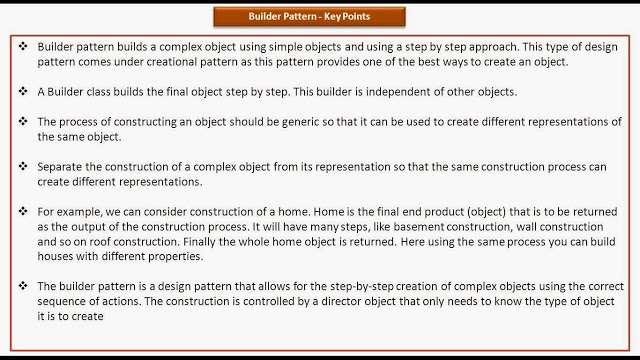 Builder Pattern - Key Points
❖ Builder pattern builds a complex object using simple objects and using a step by step approach. This type of design
pattern comes under creational pattern as this pattern provides one of the best ways to create an object.
❖ A Builder class builds the final object step by step. This builder is independent of other objects.
❖ The process of constructing an object should be generic so that it can be used to create different representations of
the same object.
❖ Separate the construction of a complex object from its representation so that the same construction process can
create different representations.
❖ For example, we can consider construction of a home. Home is the final end product (object) that is to be returned
as the output of the construction process. It will have many steps, like basement construction, wall construction
and so on roof construction. Finally the whole home object is returned. Here using the same process you can build
houses with different properties.
❖ The builder pattern is a design pattern that allows for the step-by-step creation of complex objects using the correct
sequence of actions. The construction is controlled by a director object that only needs to know the type of object
it is to create